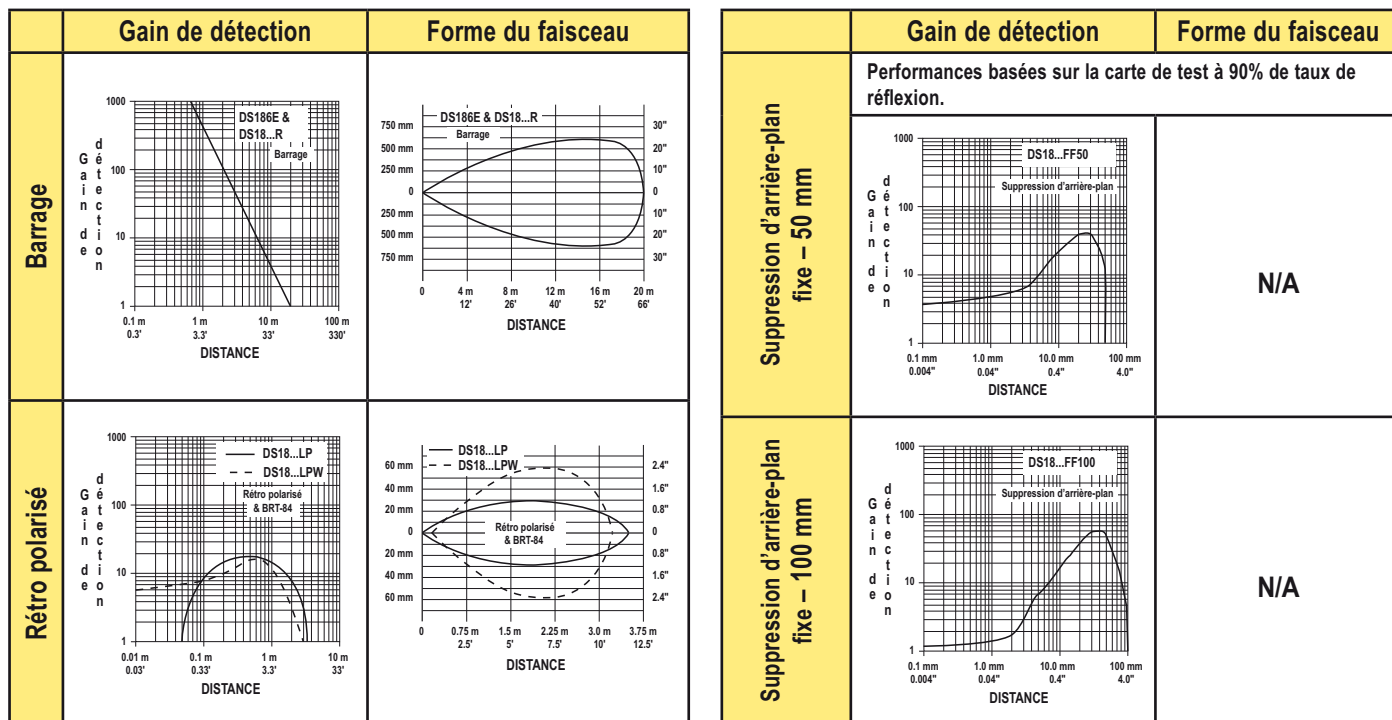 Gain de détection
Forme du faisceau
Barrage
1000
100
10
1
Gain de
détection
DS186E &
DS18...R
Barrage
0.1 m 1 m 10 m 100 m
0.3' 3.3' 33' 330'
DISTANCE
DS186E & DS18...R
Barrage
750 mm 30"
500 mm 20"
250 mm 10"
0 0
250 mm 10"
500 mm 20"
750 mm 30"
0 4 m 8 m 12 m 16 m 20 m
12' 26' 40' 52' 66'
DISTANCE
Rétro polarisé
1000
100
10
1
Gain de
détection
DS18...LP
DS18...LPW
Rétro polarisé
& BRT-84
0.01 m 0.1 m 1 m 10 m
0.03' 0.33' 3.3' 33'
DISTANCE
DS18...LP
DS18...LPW
60 mm 2.4"
40 mm 1.6"
20 mm 0.8"
0 0
20 mm 0.8"
40 mm 1.6"
60 mm 2.4"
Rétro polarisé
& BRT-84
0 0.75 m 1.5 m 2.25 m 3.0 m 3.75 m
2.5' 5' 7.5' 10' 12.5'
DISTANCE
Gain de détection
Forme du faisceau
Suppression d'arrière-plan
fixe – 50 mm
Performances basées sur la carte de test à 90% de taux de
réflexion.
1000
100
10
1
Gain de
détection
DS18...FF50
Suppression d'arrière-plan
0.1 mm 1.0 mm 10.0 mm 100 mm
0.004" 0.04" 0.4" 4.0"
DISTANCE
N/A
Suppression d'arrière-plan
fixe – 100 mm
1000
100
10
1
Gain de
détection
DS18...FF100
Suppression d'arrière-plan
0.1 mm 1.0 mm 10.0 mm 100 mm
0.004" 0.04" 0.4" 4.0"
DISTANCE
N/A